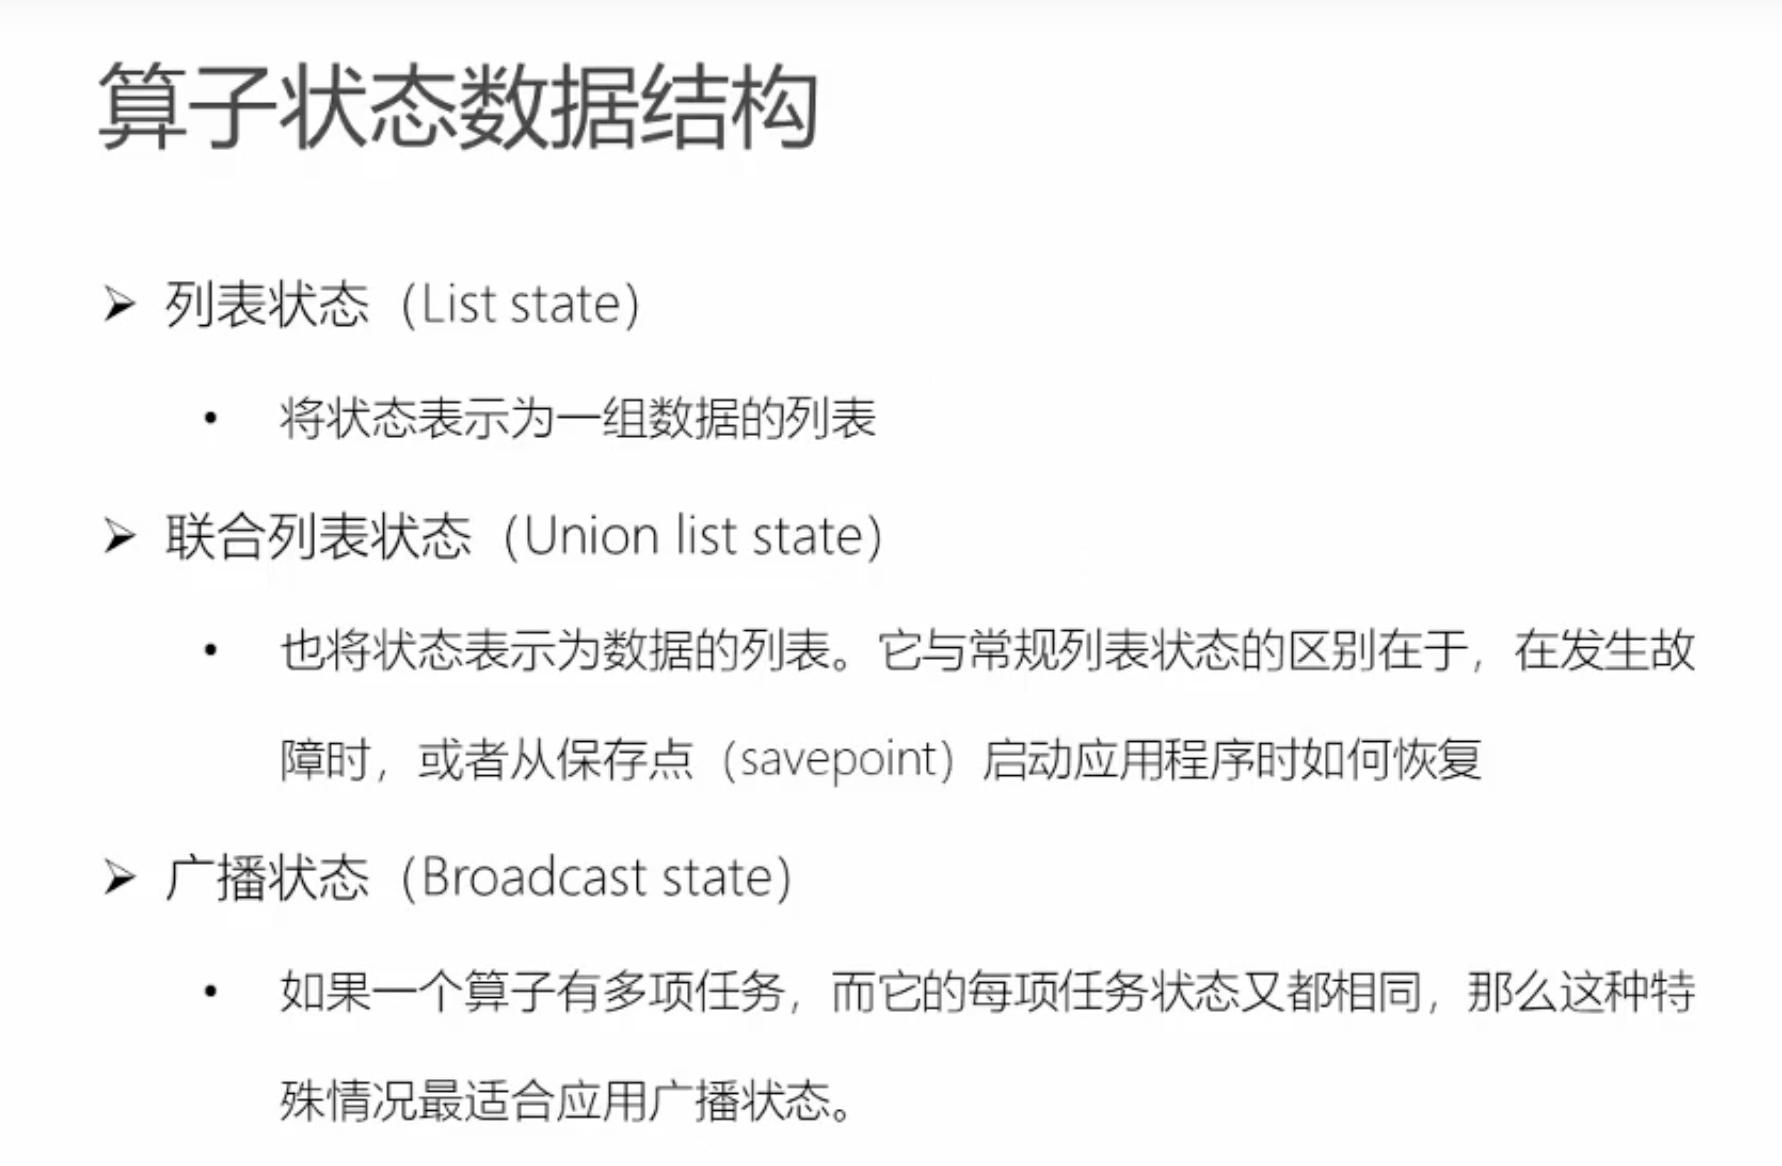 算子状态数据结构
➢ 列表状态（List state）
• 将状态表示为一组数据的列表
➢ 联合列表状态（Union list state）
• 也将状态表示为数据的列表。它与常规列表状态的区别在于，在发生故
障时，或者从保存点（savepoint）启动应用程序时如何恢复
➢ 广播状态（Broadcast state）
• 如果一个算子有多项任务，而它的每项任务状态又都相同，那么这种特
殊情况最适合应用广播状态。